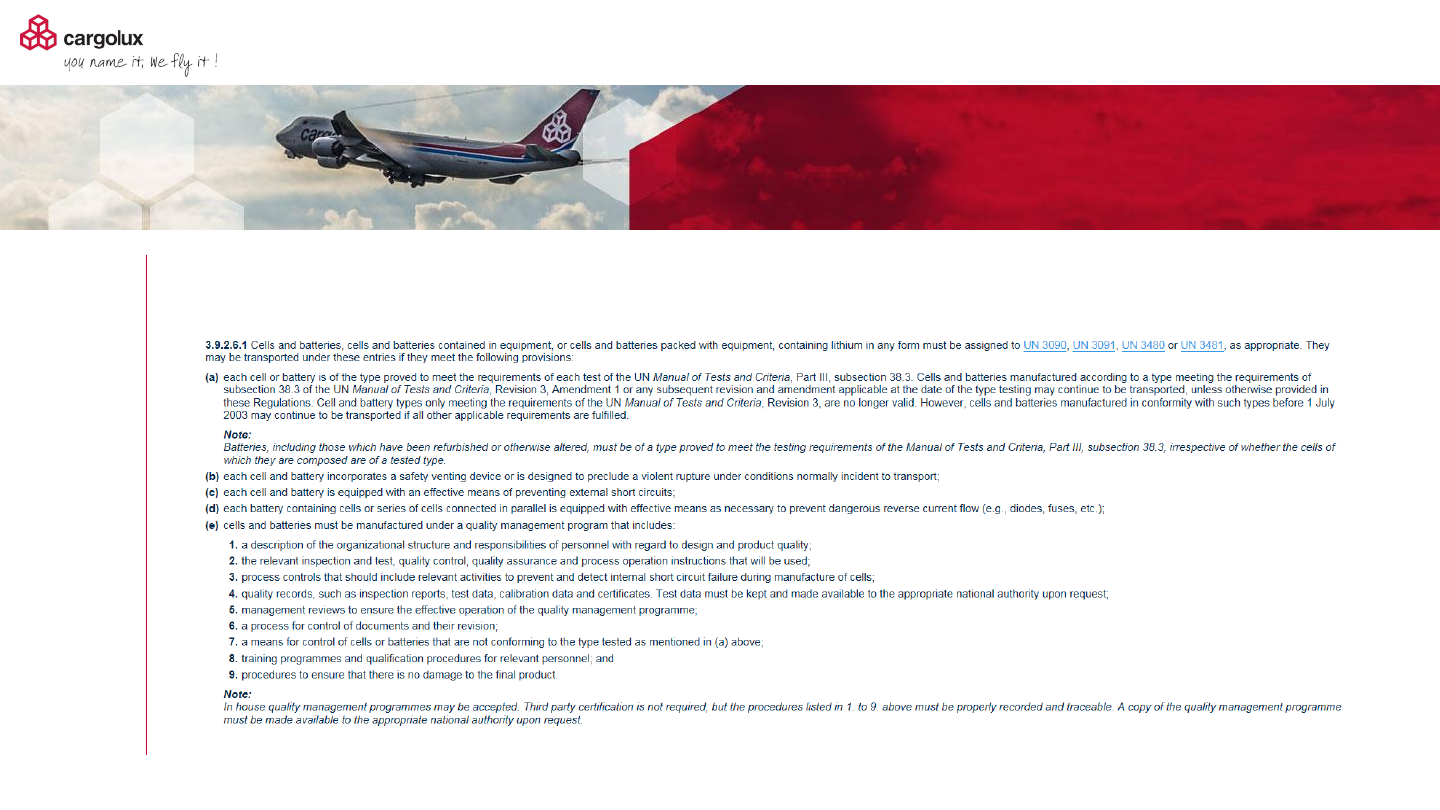 cargolux
you name it, we fly it !
cargo
3.9.2.6.1 Cells and batteries, cells and batteries contained in equipment, or cells and batteries packed with equipment, containing lithium in any form must be assigned to UN 3090, UN 3091, UN 3480 or UN 3481, as appropriate. They
may be transported under these entries if they meet the following provisions:
(a) each cell or battery is of the type proved to meet the requirements of each test of the UN Manual of Tests and Criteria, Part III, subsection 38.3. Cells and batteries manufactured according to a type meeting the requirements of
subsection 38.3 of the UN Manual of Tests and Criteria, Revision 3, Amendment 1 or any subsequent revision and amendment applicable at the date of the type testing may continue to be transported, unless otherwise provided in
these Regulations. Cell and battery types only meeting the requirements of the UN Manual of Tests and Criteria, Revision 3, are no longer valid. However, cells and batteries manufactured in conformity with such types before 1 July
2003 may continue to be transported if all other applicable requirements are fulfilled.
Note:
Batteries, including those which have been refurbished or otherwise altered, must be of a type proved to meet the testing requirements of the Manual of Tests and Criteria, Part III, subsection 38.3, irrespective of whether the cells of
which they are composed are of a tested type.
(b) each cell and battery incorporates a safety venting device or is designed to preclude a violent rupture under conditions normally incident to transport;
(c) each cell and battery is equipped with an effective means of preventing external short circuits;
(d) each battery containing cells or series of cells connected in parallel is equipped with effective means as necessary to prevent dangerous reverse current flow (e.g., diodes, fuses, etc.);
(e) cells and batteries must be manufactured under a quality management program that includes:
1. a description of the organizational structure and responsibilities of personnel with regard to design and product quality;
2. the relevant inspection and test, quality control, quality assurance and process operation instructions that will be used;
3. process controls that should include relevant activities to prevent and detect internal short circuit failure during manufacture of cells;
4. quality records, such as inspection reports, test data, calibration data and certificates. Test data must be kept and made available to the appropriate national authority upon request;
5. management reviews to ensure the effective operation of the quality management programme;
6. a process for control of documents and their revision;
7. a means for control of cells or batteries that are not conforming to the type tested as mentioned in (a) above;
8. training programmes and qualification procedures for relevant personnel; and
9. procedures to ensure that there is no damage to the final product.
Note:
In house quality management programmes may be accepted. Third party certification is not required, but the procedures listed in 1. to 9. above must be properly recorded and traceable. A copy of the quality management programme
must be made available to the appropriate national authority upon request.